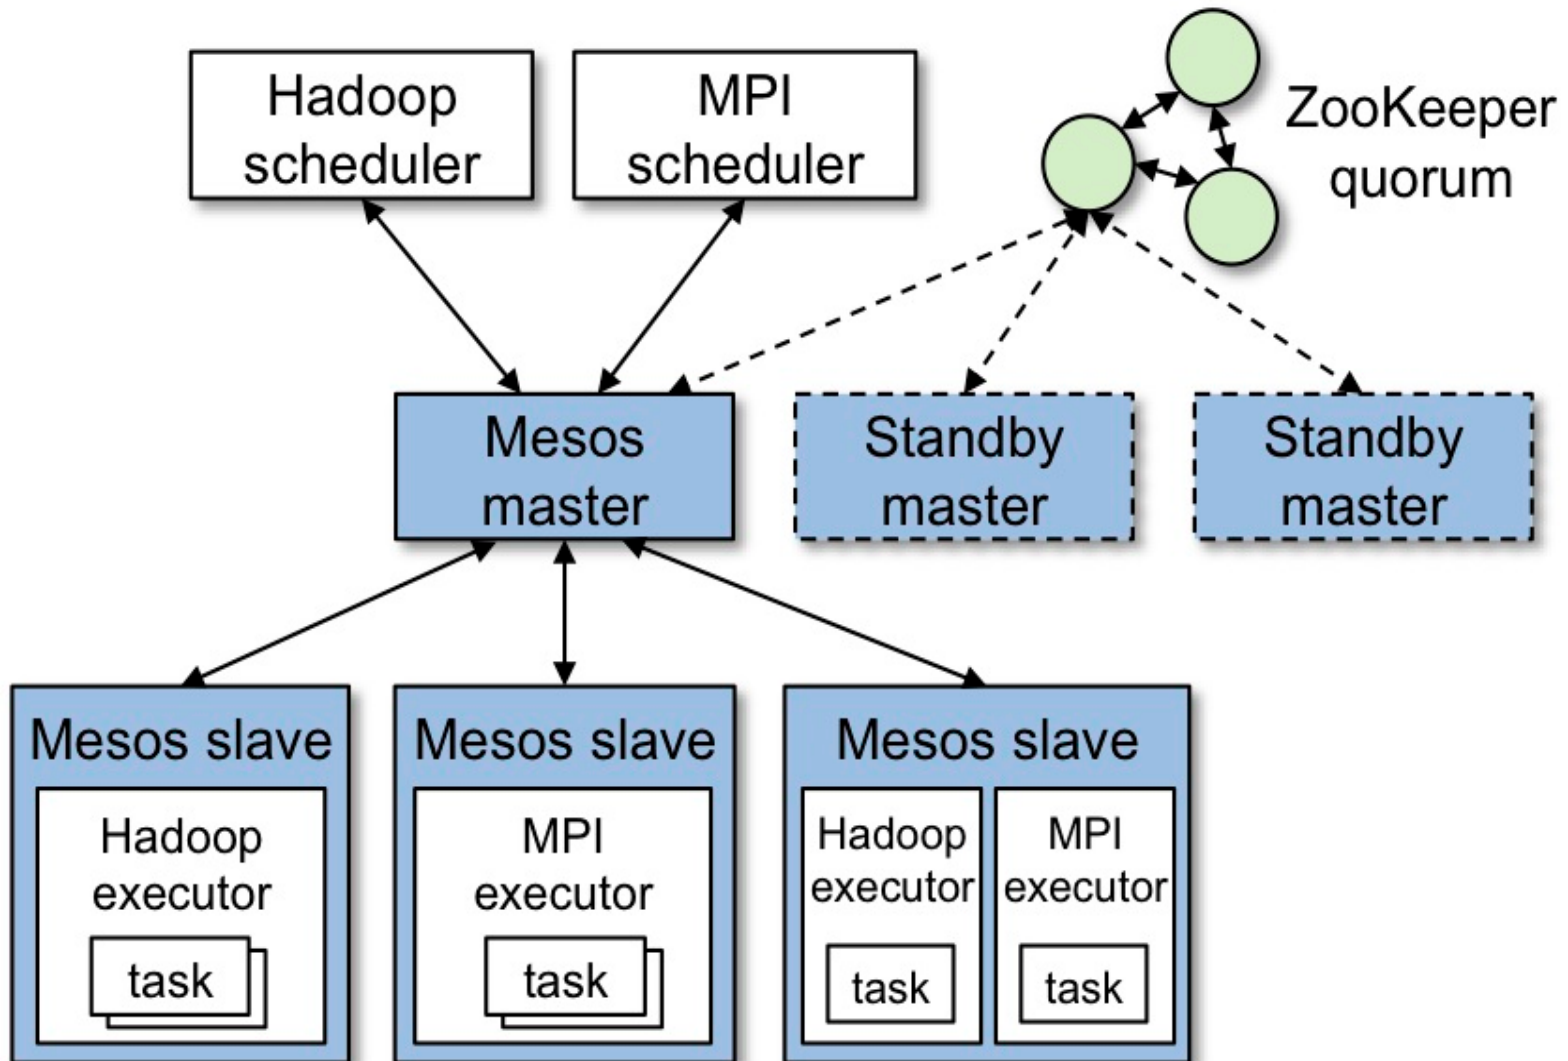 Hadoop
scheduler
MPI
scheduler
ZooKeeper
quorum
Mesos
master
Standby
master
Standby
master
Mesos slave
Hadoop
executor
task
Mesos slave
MPI
executor
task
Mesos slave
Hadoop
executor
task
MPI
executor
task